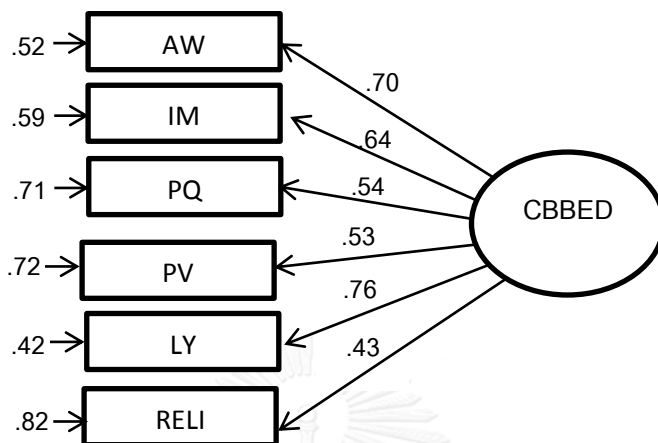 .52 AW
.70
.59 IM
.64
.71 PQ
.54
CBBED
.53
.72 PV
.76
.42 LY
.43
.82 RELI